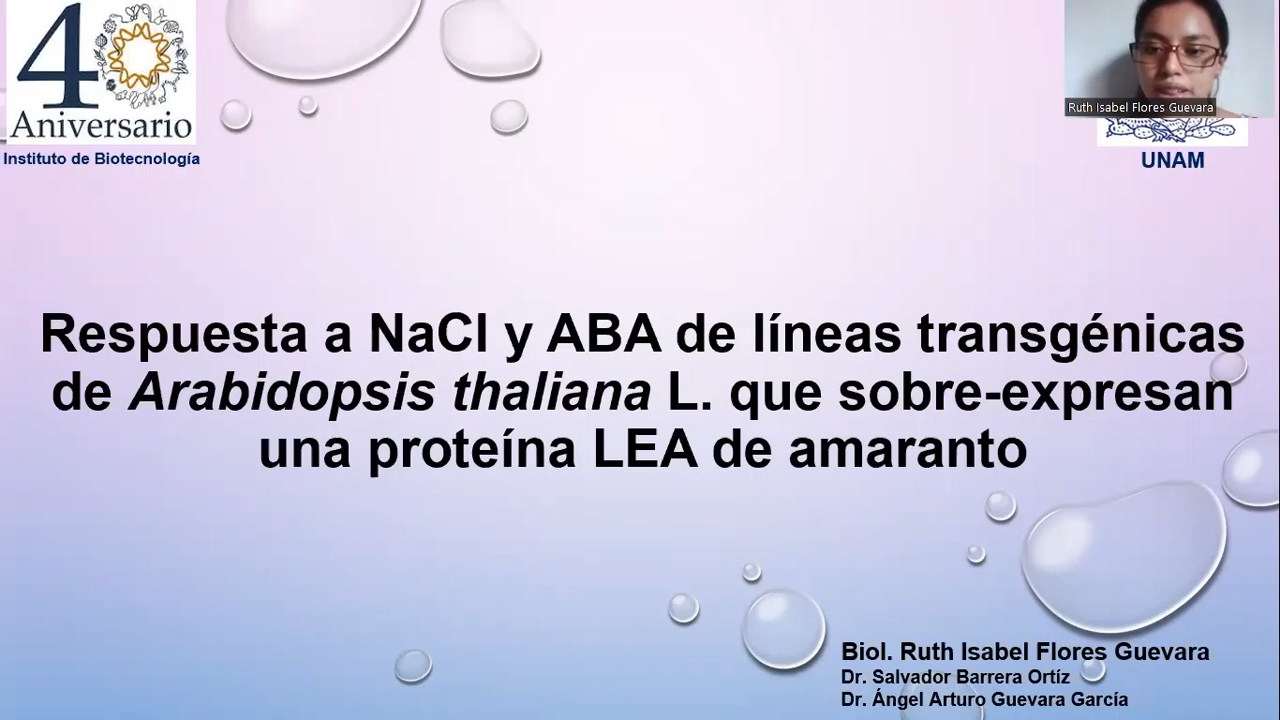 40
Aniversario
Instituto de Biotecnología
Ruth Isabel Flores Guevara
UNAM
Respuesta a NaCl y ABA de líneas transgénicas
de Arabidopsis thaliana L. que sobre-expresan
una proteína LEA de amaranto
Biol. Ruth Isabel Flores Guevara
Dr. Salvador Barrera Ortíz
Dr. Ángel Arturo Guevara García